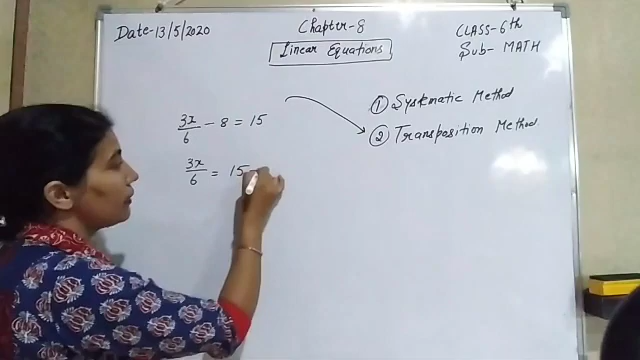 Date-13/5/2020
Chapter-8
CLASS-6th
Linear Equations
Sub- MATH
① Systematic Method
② Transposition Method
3x/6 - 8 = 15
3x/6 = 15